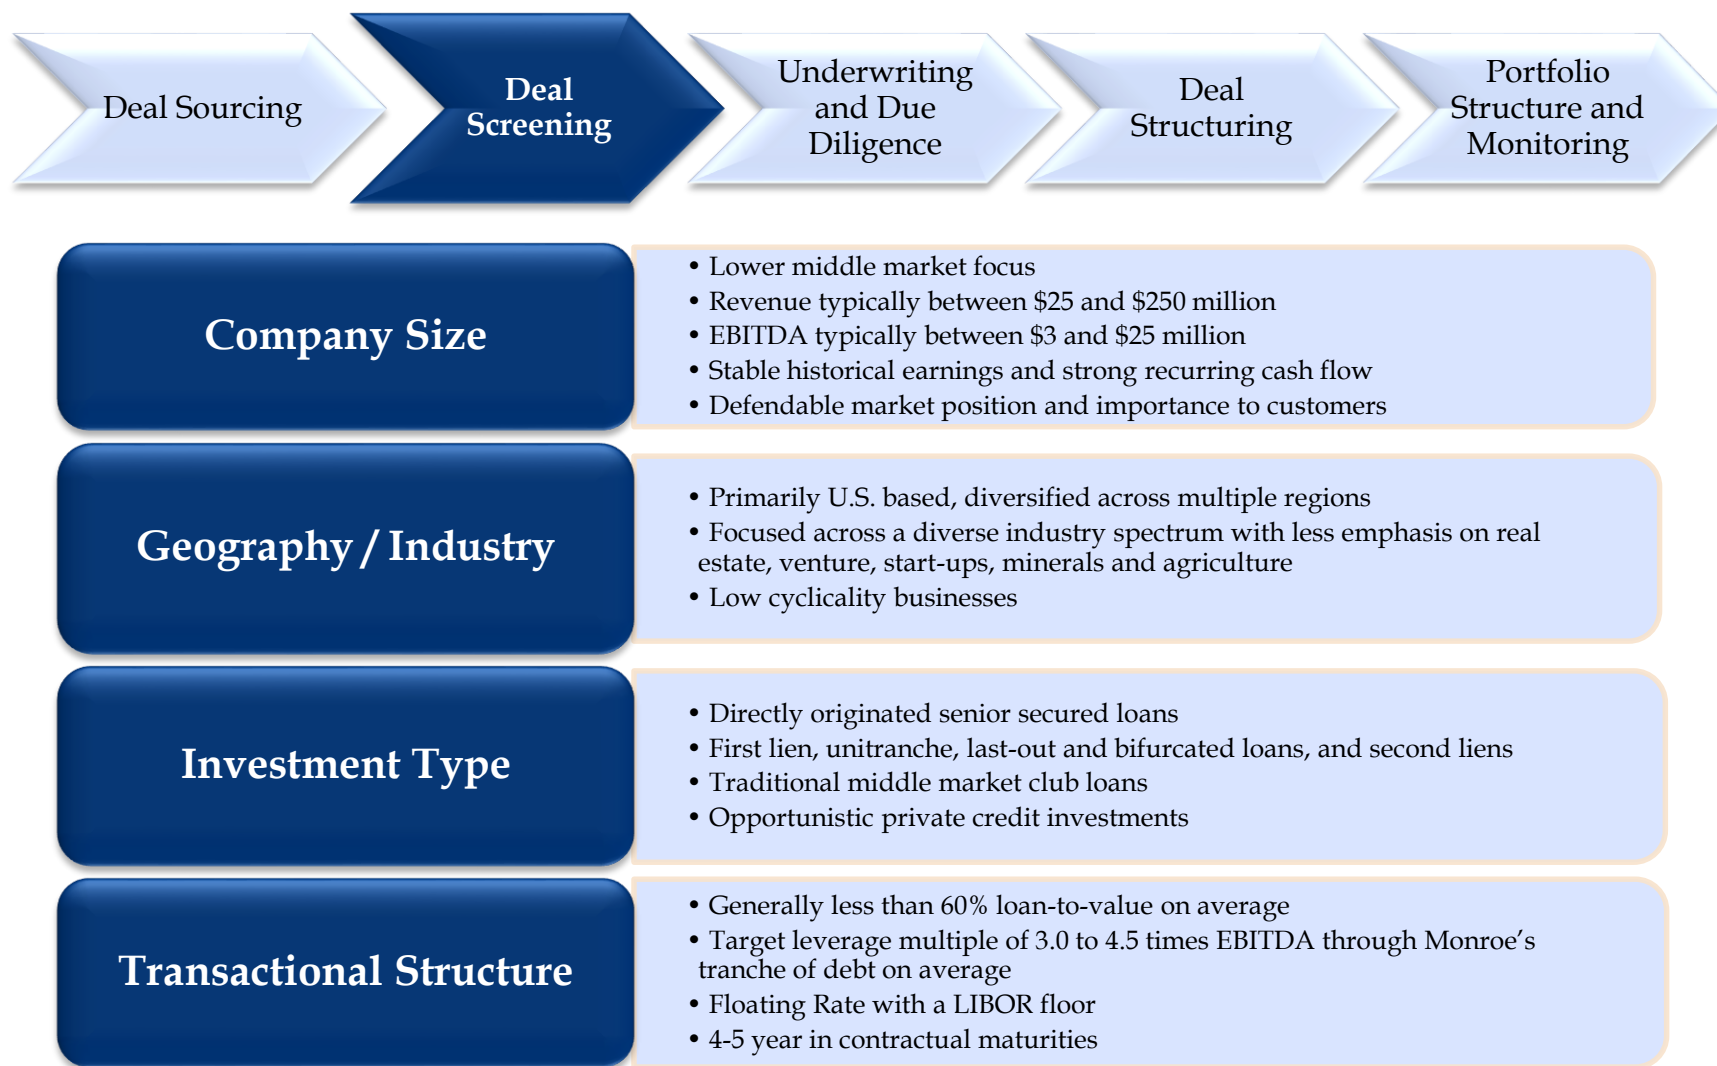 Deal Sourcing
Deal
Screening
Underwriting
and Due
Diligence
Deal
Structuring
Portfolio
Structure and
Monitoring
Company Size
• Lower middle market focus
• Revenue typically between $25 and $250 million
• EBITDA typically between $3 and $25 million
• Stable historical earnings and strong recurring cash flow
• Defendable market position and importance to customers
Geography / Industry
• Primarily U.S. based, diversified across multiple regions
• Focused across a diverse industry spectrum with less emphasis on real
estate, venture, start-ups, minerals and agriculture
• Low cyclicality businesses
Investment Type
• Directly originated senior secured loans
• First lien, unitranche, last-out and bifurcated loans, and second liens
• Traditional middle market club loans
• Opportunistic private credit investments
Transactional Structure
• Generally less than 60% loan-to-value on average
• Target leverage multiple of 3.0 to 4.5 times EBITDA through Monroe’s
tranche of debt on average
• Floating Rate with a LIBOR floor
• 4-5 year in contractual maturities